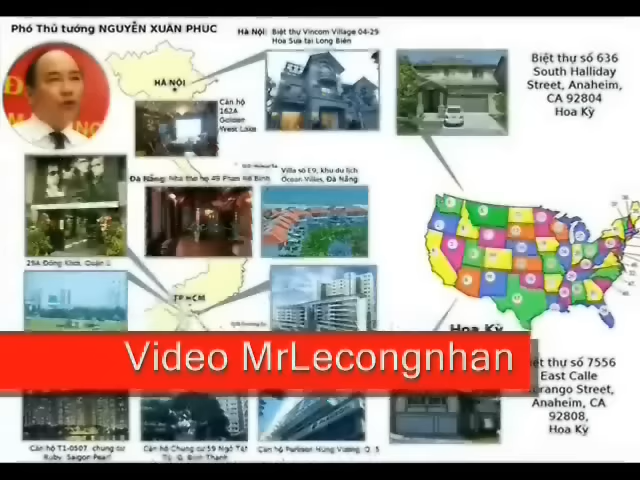 Phó Thủ tướng NGUYỄN XUÂN PHÚC
Hà Nội:
Biệt thự Vincom Village 04-29
Hoa Sữa tại Long Biên
Biệt thự số 636
South Halliday
Street, Anaheim,
CA 92804
Hoa Kỳ
HÀ NỘI
Căn hộ
162A
Golden
West Lake
Đà Nẵng: Nhà thờ họ 49 Phan Kế Bính
Villa số E9, khu du lịch
Ocean Villas, Đà Nẵng
29A Đồng Khởi, Quận
TP HCM
Hoa Kỳ
Video MrLecongnhan
Biệt thự số 7556
East Calle
Durango Street,
Anaheim, CA
92808,
Hoa Kỳ
Căn hộ T1-0507 chung cư
Ruby, Saigon Pearl
Căn hộ Chung cư 59 Ngô Tất
Tố, Q. Bình Thạnh
Căn hộ Parkson Hùng Vương, Q. 5